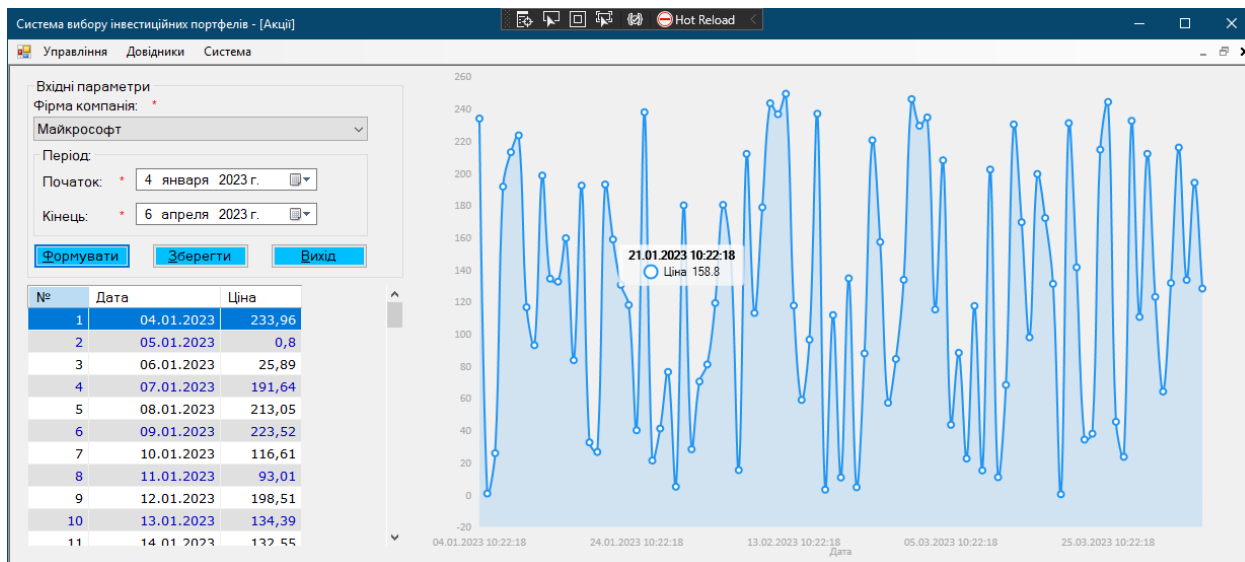 Система вибору інвестиційних портфелів - [Акції]
Hot Reload
Управління Довідники Система
Вхідні параметри
Фірма компанія: *
Майкрософт
Період:
Початок: * 4 января 2023 г.
Кінець: * 6 апреля 2023 г.
Формувати Зберегти Вихід
№ Дата Ціна
1 04.01.2023 233,96
2 05.01.2023 0,8
3 06.01.2023 25,89
4 07.01.2023 191,64
5 08.01.2023 213,05
6 09.01.2023 223,52
7 10.01.2023 116,61
8 11.01.2023 93,01
9 12.01.2023 198,51
10 13.01.2023 134,39
11 14.01.2023 132,55
260
240
220
200
180
160
140
120
100
80
60
40
20
0
-20
21.01.2023 10:22:18
Ціна 158.8
04.01.2023 10:22:18 24.01.2023 10:22:18 13.02.2023 10:22:18 05.03.2023 10:22:18 25.03.2023 10:22:18
Дата